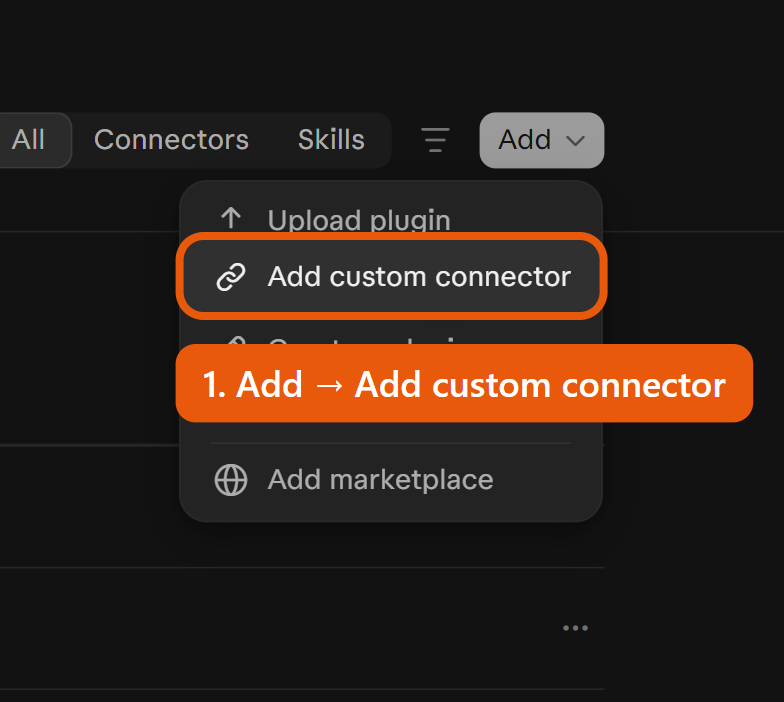 All
Connectors
Skills
Add
Upload plugin
Add custom connector
1. Add → Add custom connector
Add marketplace